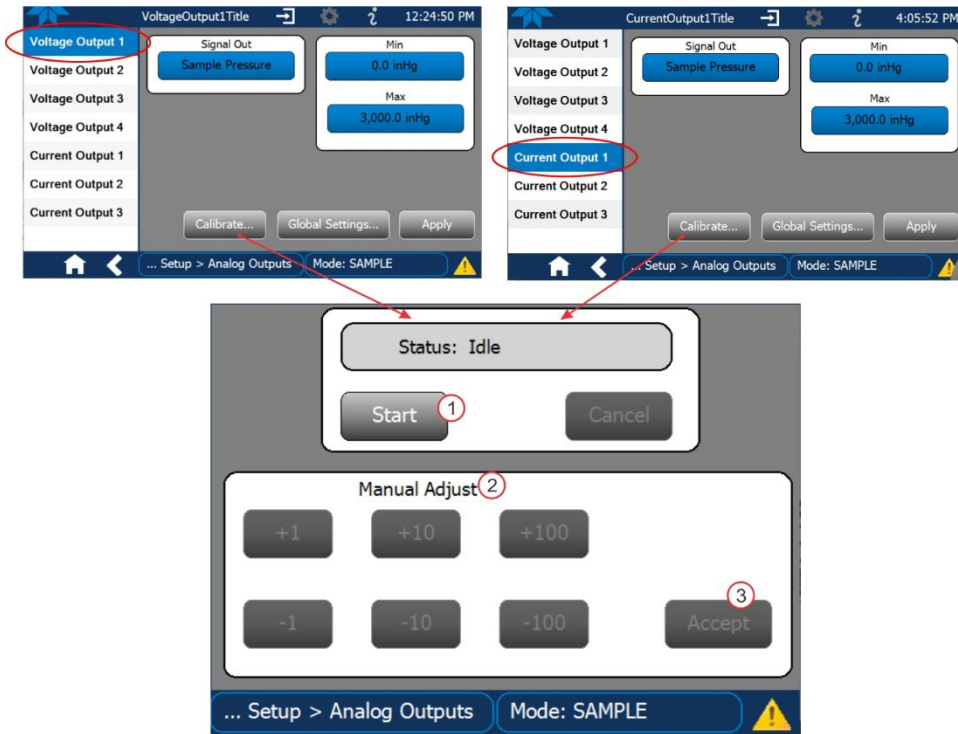 VoltageOutput1Title 12:24:50 PM
Voltage Output 1
Voltage Output 2
Voltage Output 3
Voltage Output 4
Current Output 1
Current Output 2
Current Output 3
Signal Out
Sample Pressure
Min
0.0 inHg
Max
3,000.0 inHg
Calibrate... Global Settings... Apply
... Setup > Analog Outputs Mode: SAMPLE
CurrentOutput1Title 4:05:52 PM
Voltage Output 1
Voltage Output 2
Voltage Output 3
Voltage Output 4
Current Output 1
Current Output 2
Current Output 3
Signal Out
Sample Pressure
Min
0.0 inHg
Max
3,000.0 inHg
Calibrate... Global Settings... Apply
... Setup > Analog Outputs Mode: SAMPLE
Status: Idle
Start 1 Cancel
Manual Adjust 2
+1 +10 +100
3
-1 -10 -100 Accept
... Setup > Analog Outputs Mode: SAMPLE